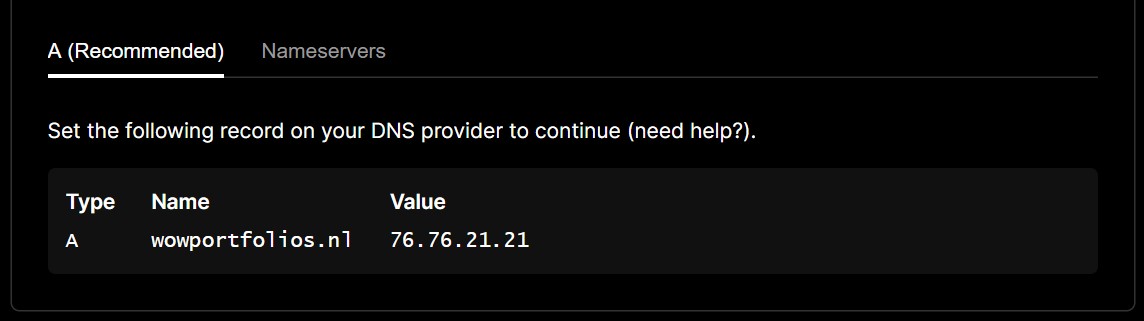 A (Recommended) Nameservers
Set the following record on your DNS provider to continue (need help?).
Type Name Value
A wowportfolios.nl 76.76.21.21